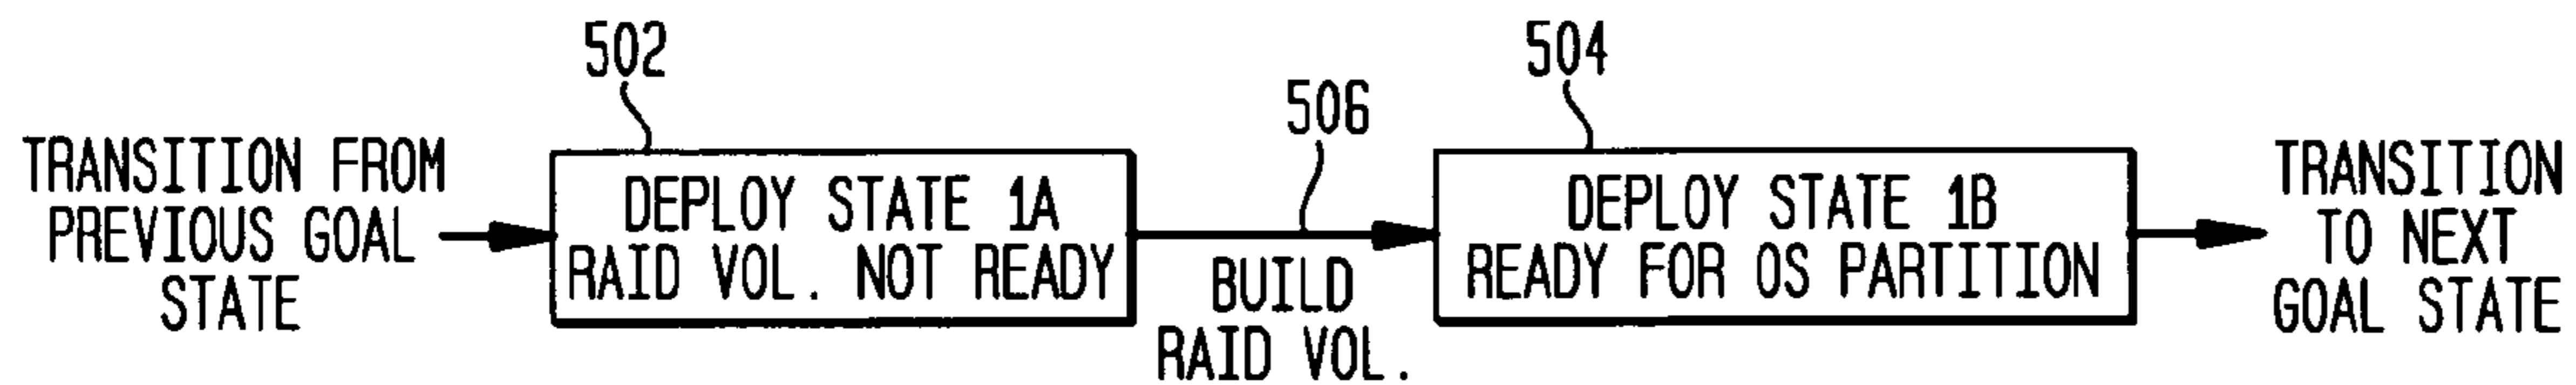 502
504
506
TRANSITION FROM
PREVIOUS GOAL
STATE
DEPLOY STATE 1A
RAID VOL. NOT READY
BUILD
RAID VOL.
DEPLOY STATE 1B
READY FOR OS PARTITION
TRANSITION
TO NEXT
GOAL STATE